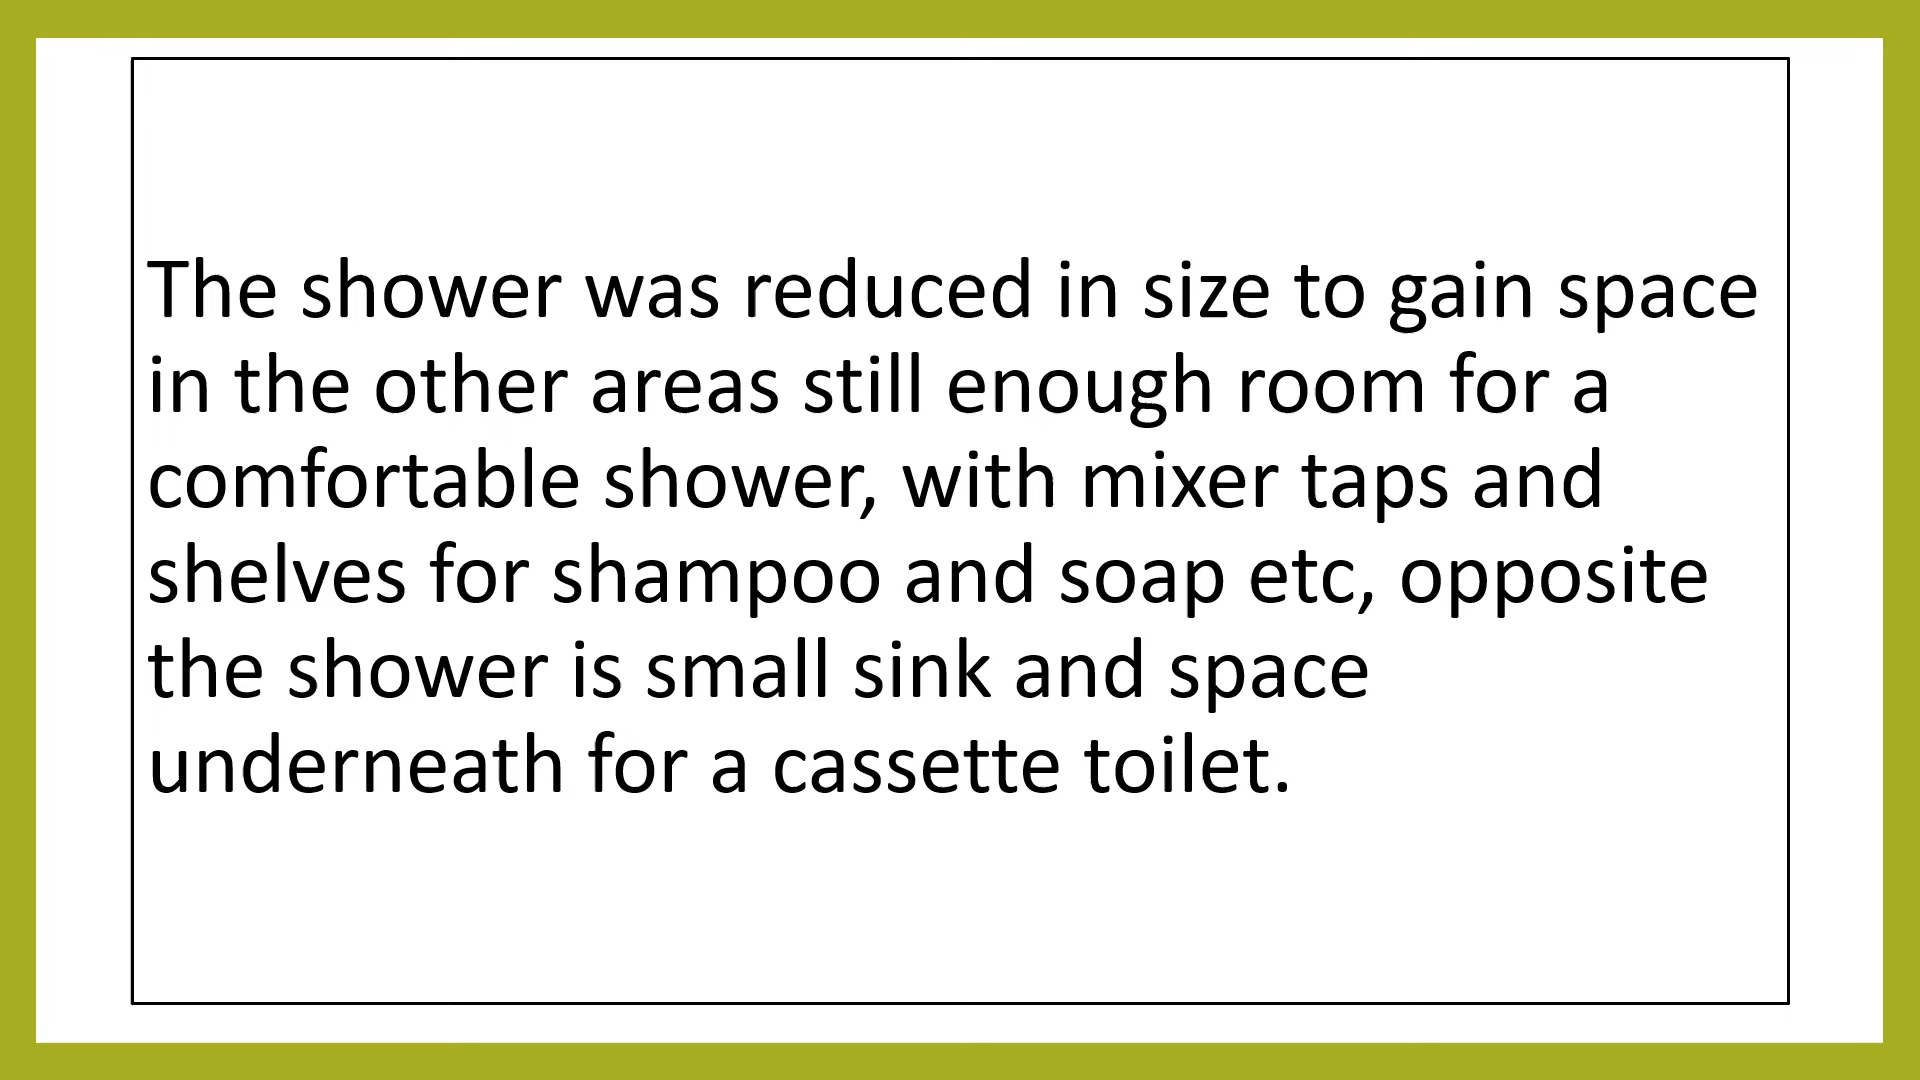 The shower was reduced in size to gain space
in the other areas still enough room for a
comfortable shower, with mixer taps and
shelves for shampoo and soap etc, opposite
the shower is small sink and space
underneath for a cassette toilet.